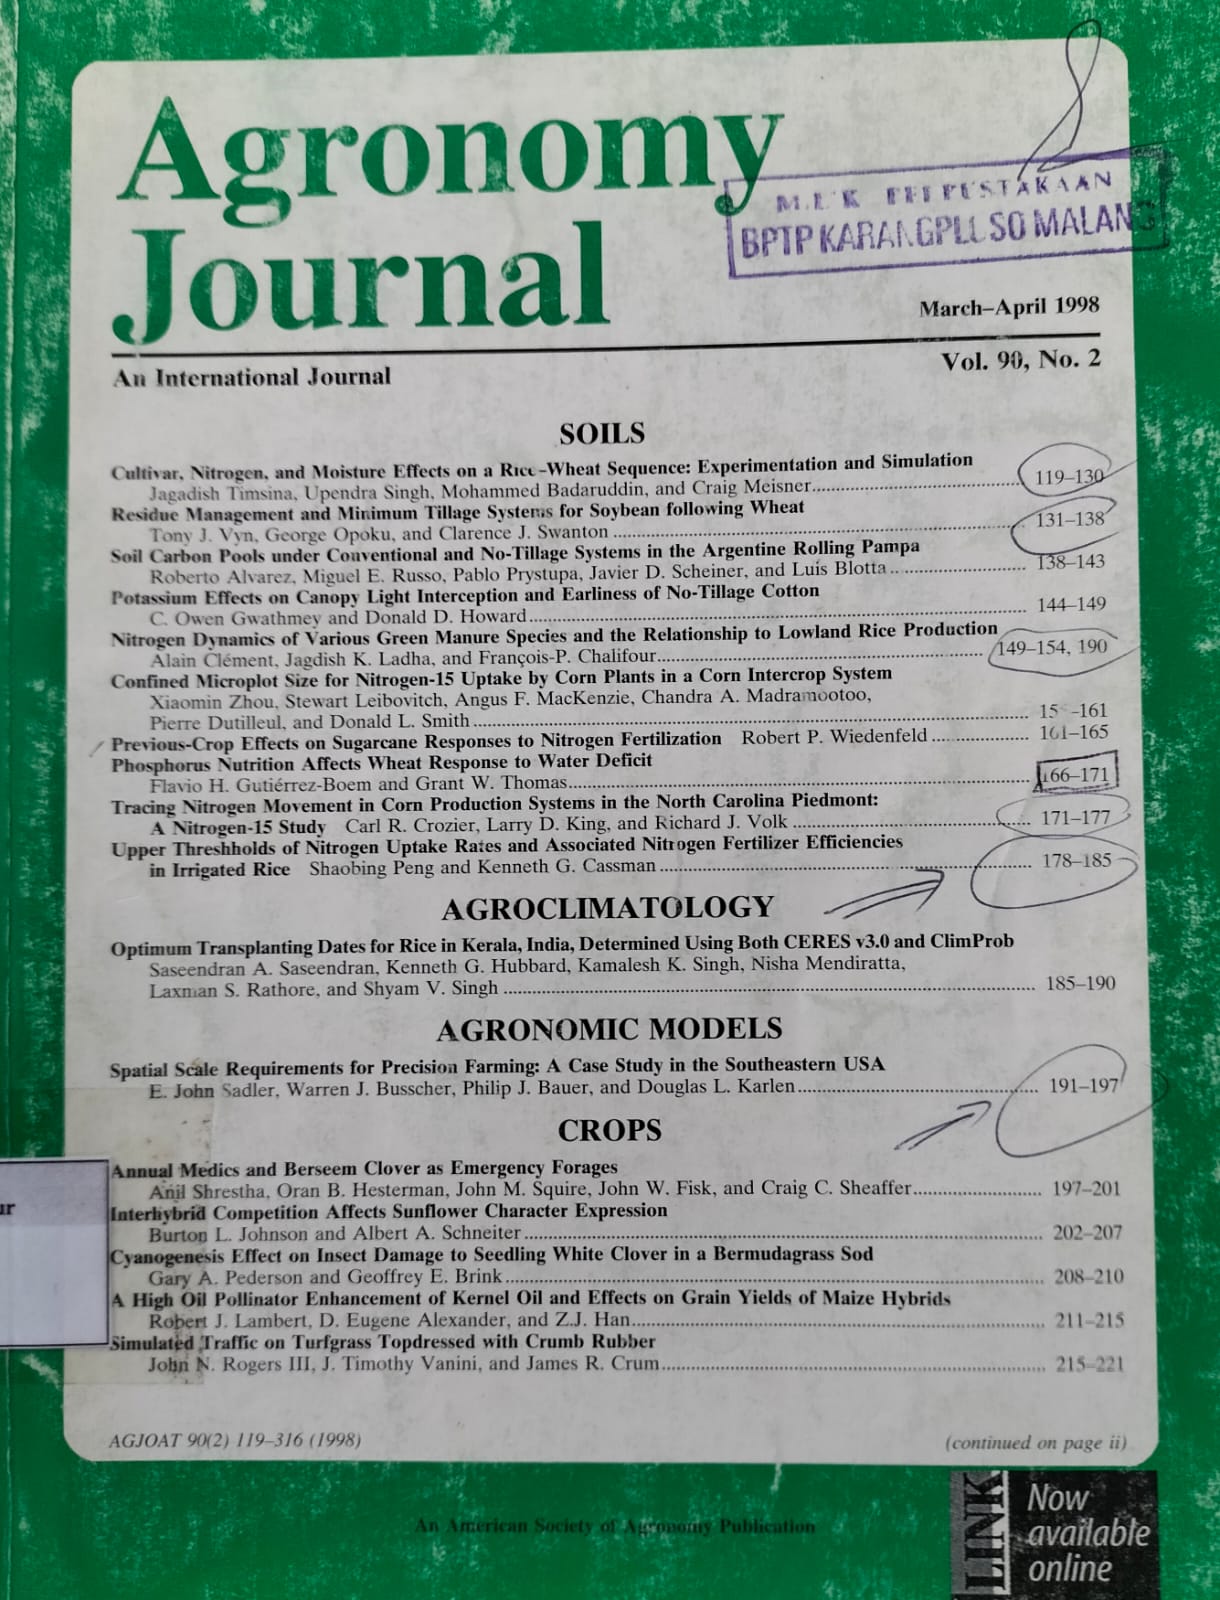 Agronomy
Journal
MILIK PERPUSTAKAAN
BPTP KARANGPLOSO MALANG
March–April 1998
An International Journal
Vol. 90, No. 2
SOILS
Cultivar, Nitrogen, and Moisture Effects on a Rice–Wheat Sequence: Experimentation and Simulation
Jagadish Timsina, Upendra Singh, Mohammed Badaruddin, and Craig Meisner 119–130
Residue Management and Minimum Tillage Systems for Soybean following Wheat
Tony J. Vyn, George Opoku, and Clarence J. Swanton 131–138
Soil Carbon Pools under Conventional and No-Tillage Systems in the Argentine Rolling Pampa
Roberto Alvarez, Miguel E. Russo, Pablo Prystupa, Javier D. Scheiner, and Luis Blotta 138–143
Potassium Effects on Canopy Light Interception and Earliness of No-Tillage Cotton
C. Owen Gwathmey and Donald D. Howard 144–149
Nitrogen Dynamics of Various Green Manure Species and the Relationship to Lowland Rice Production
Alain Clément, Jagdish K. Ladha, and François-P. Chalifour 149–154, 190
Confined Microplot Size for Nitrogen-15 Uptake by Corn Plants in a Corn Intercrop System
Xiaomin Zhou, Stewart Leibovitch, Angus F. MacKenzie, Chandra A. Madramootoo,
Pierre Dutilleul, and Donald L. Smith 15 –161
Previous-Crop Effects on Sugarcane Responses to Nitrogen Fertilization Robert P. Wiedenfeld 161–165
Phosphorus Nutrition Affects Wheat Response to Water Deficit
Flavio H. Gutiérrez-Boem and Grant W. Thomas 166–171
Tracing Nitrogen Movement in Corn Production Systems in the North Carolina Piedmont:
A Nitrogen-15 Study Carl R. Crozier, Larry D. King, and Richard J. Volk 171–177
Upper Threshholds of Nitrogen Uptake Rates and Associated Nitrogen Fertilizer Efficiencies
in Irrigated Rice Shaobing Peng and Kenneth G. Cassman 178–185
AGROCLIMATOLOGY
Optimum Transplanting Dates for Rice in Kerala, India, Determined Using Both CERES v3.0 and ClimProb
Saseendran A. Saseendran, Kenneth G. Hubbard, Kamalesh K. Singh, Nisha Mendiratta,
Laxman S. Rathore, and Shyam V. Singh 185–190
AGRONOMIC MODELS
Spatial Scale Requirements for Precision Farming: A Case Study in the Southeastern USA
E. John Sadler, Warren J. Busscher, Philip J. Bauer, and Douglas L. Karlen 191–197
CROPS
Annual Medics and Berseem Clover as Emergency Forages
Anil Shrestha, Oran B. Hesterman, John M. Squire, John W. Fisk, and Craig C. Sheaffer 197–201
Interhybrid Competition Affects Sunflower Character Expression
Burton L. Johnson and Albert A. Schneiter 202–207
Cyanogenesis Effect on Insect Damage to Seedling White Clover in a Bermudagrass Sod
Gary A. Pederson and Geoffrey E. Brink 208–210
A High Oil Pollinator Enhancement of Kernel Oil and Effects on Grain Yields of Maize Hybrids
Robert J. Lambert, D. Eugene Alexander, and Z.J. Han 211–215
Simulated Traffic on Turfgrass Topdressed with Crumb Rubber
John N. Rogers III, J. Timothy Vanini, and James R. Crum 215–221
AGJOAT 90(2) 119–316 (1998)
(continued on page ii)
An American Society of Agronomy Publication
LINK
Now
available
online